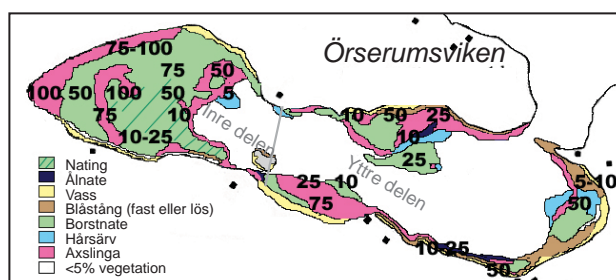 Örserumsviken
75-100
75
50
100
50
100
50
5
75
10
10-25
Inre delen
10
50
25
10
25
Yttre delen
5-10
50
25
10
75
10-25
50
Nating
Ålnate
Vass
Blåstång (fast eller lös)
Borstnate
Hårsärv
Axslinga
<5% vegetation